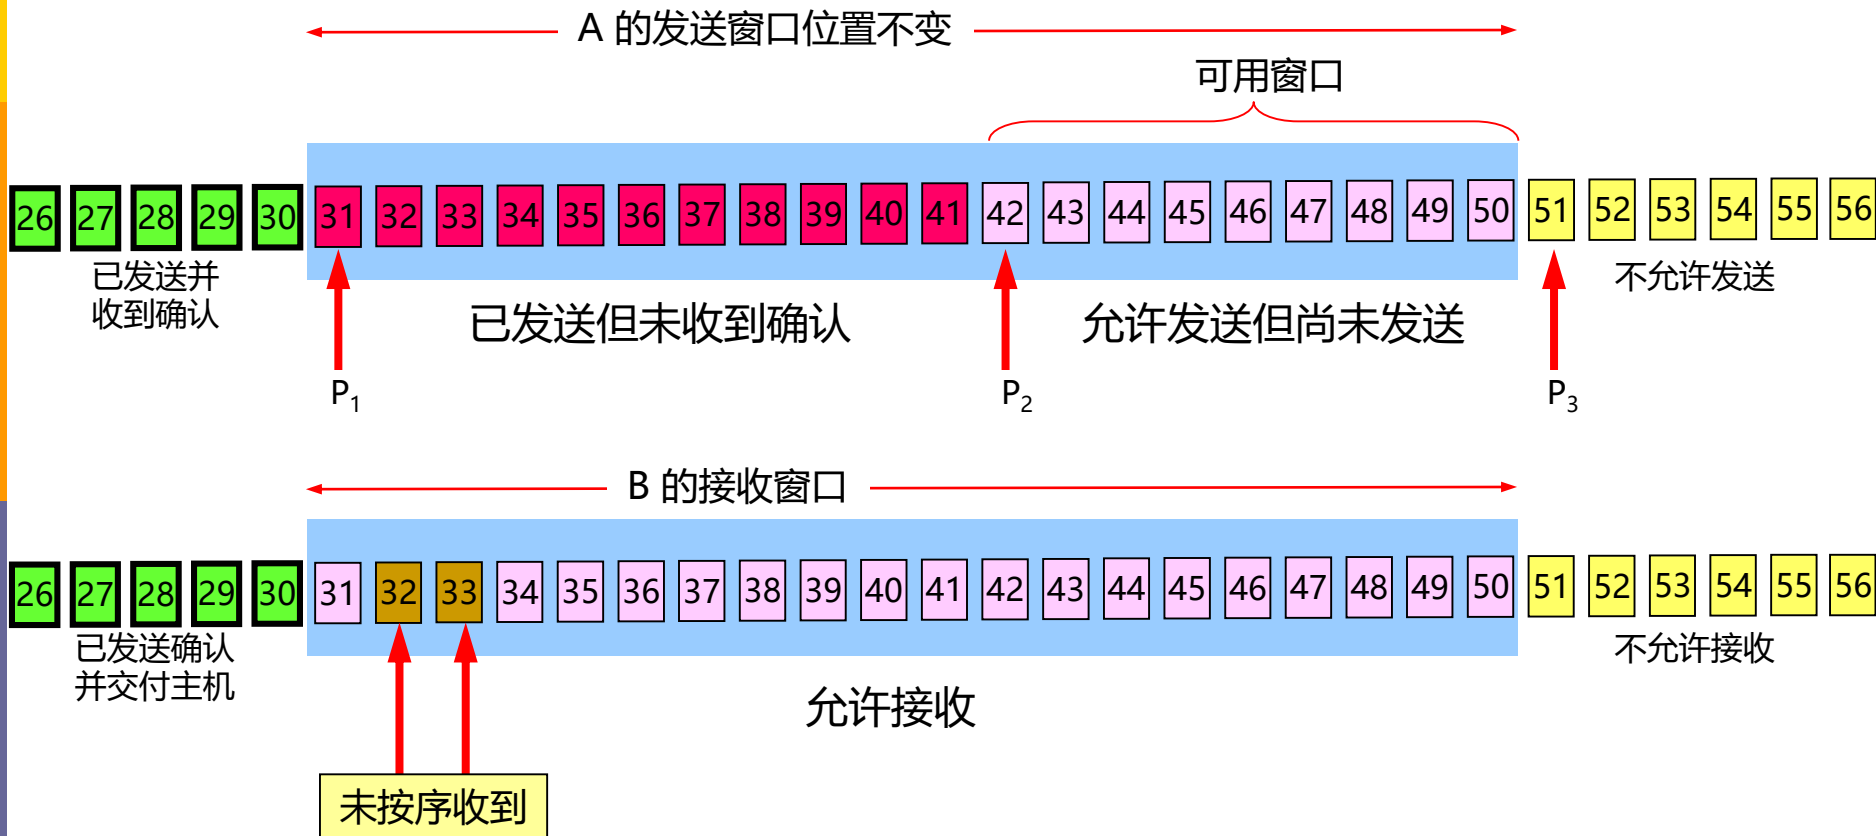 A 的发送窗口位置不变
可用窗口
26 27 28 29 30 31 32 33 34 35 36 37 38 39 40 41 42 43 44 45 46 47 48 49 50 51 52 53 54 55 56
已发送并
收到确认
已发送但未收到确认
允许发送但尚未发送
不允许发送
P₁
P₂
P₃
B 的接收窗口
26 27 28 29 30 31 32 33 34 35 36 37 38 39 40 41 42 43 44 45 46 47 48 49 50 51 52 53 54 55 56
已发送确认
并交付主机
允许接收
不允许接收
未按序收到